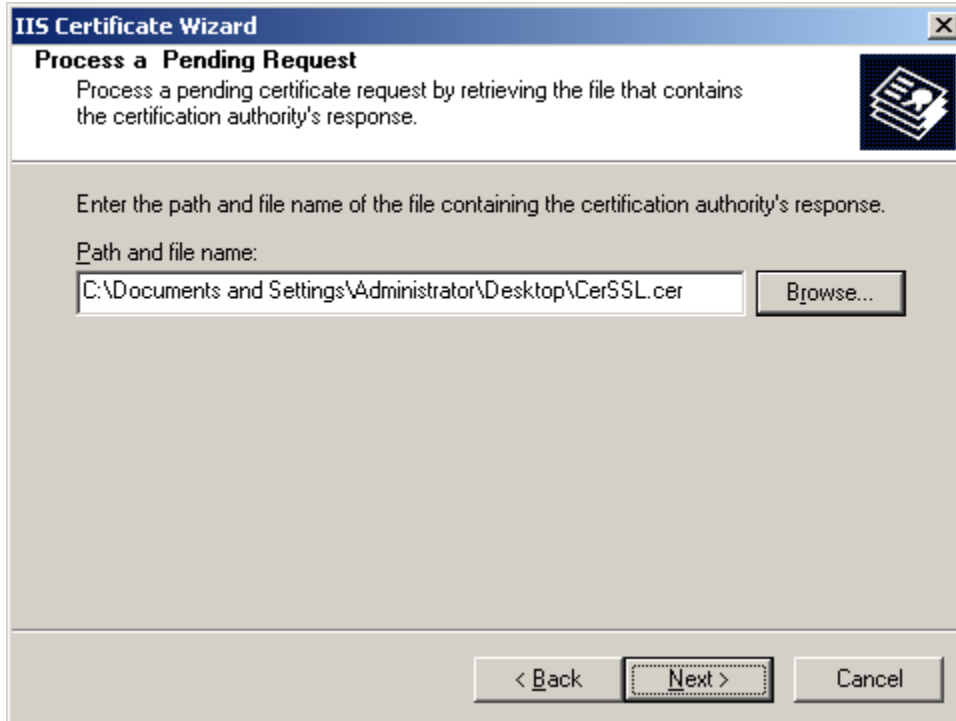 IIS Certificate Wizard
Process a  Pending Request
Process a pending certificate request by retrieving the file that contains
the certification authority's response.
Enter the path and file name of the file containing the certification authority's response.
Path and file name:
C:\Documents and Settings\Administrator\Desktop\CerSSL.cer
Browse...
< Back
Next >
Cancel